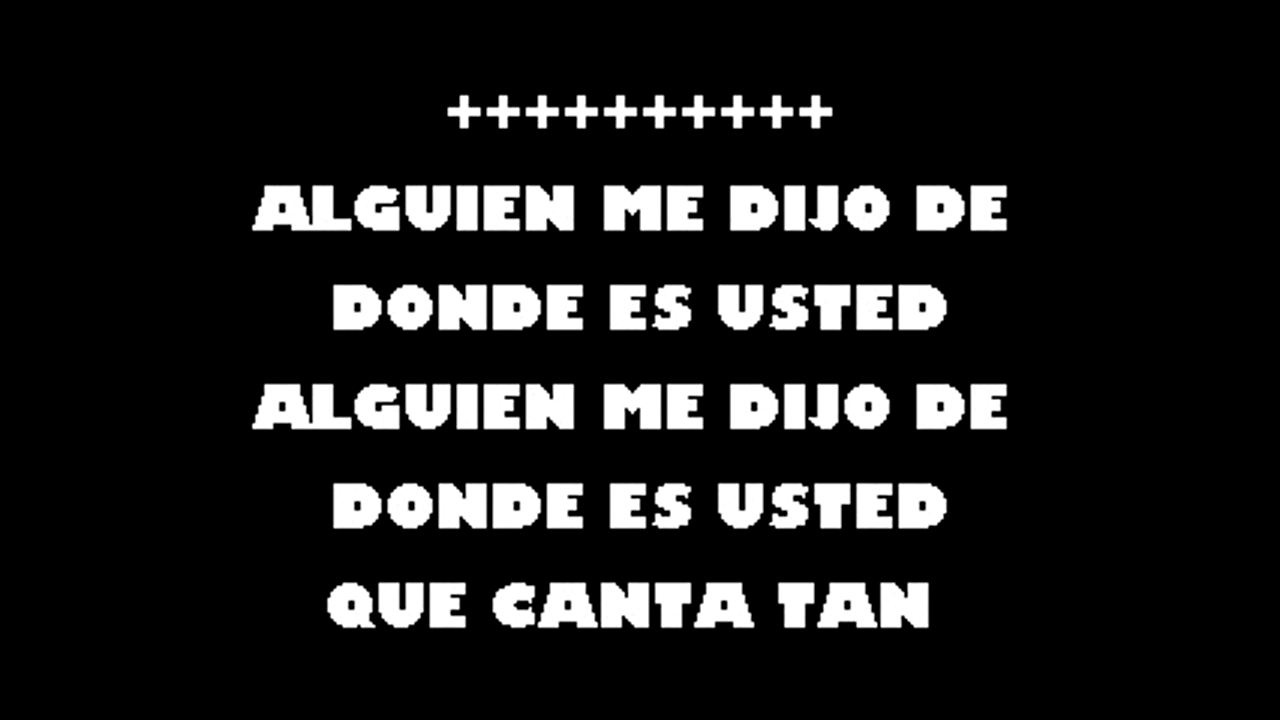 ++++++++++
ALGUIEN ME DIJO DE
DONDE ES USTED
ALGUIEN ME DIJO DE
DONDE ES USTED
QUE CANTA TAN